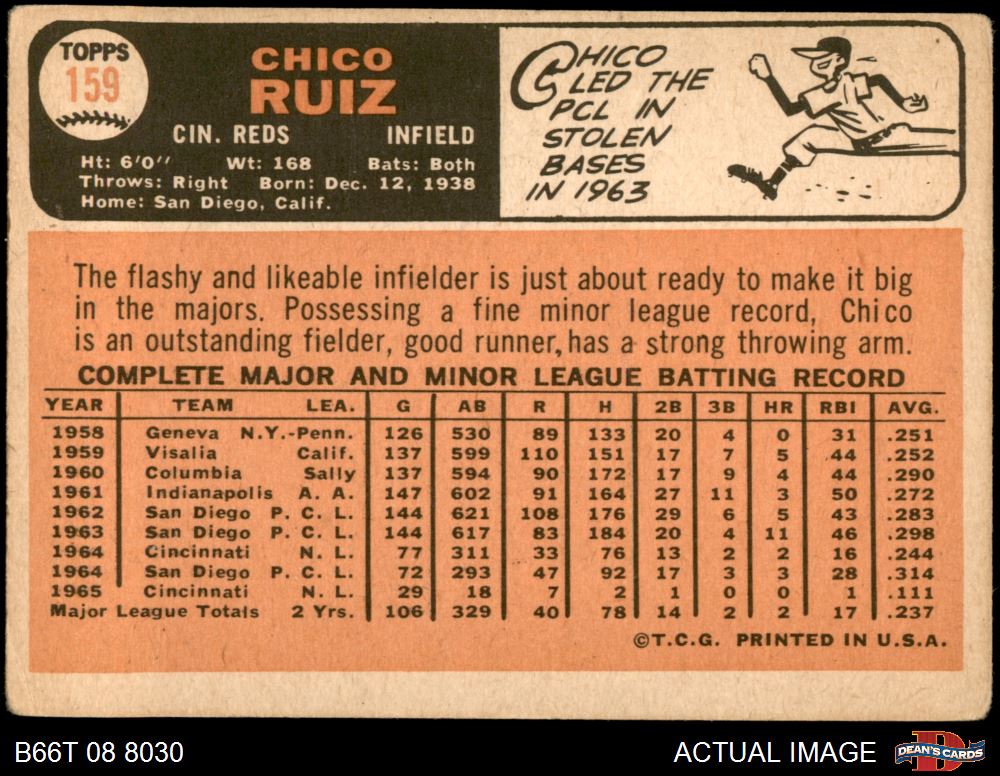 TOPPS
159
CHICO
RUIZ
CIN. REDS INFIELD
Ht: 6'0" Wt: 168 Bats: Both
Throws: Right Born: Dec. 12, 1938
Home: San Diego, Calif.
CHICO
LED THE
PCL IN
STOLEN
BASES
IN 1963
The flashy and likeable infielder is just about ready to make it big
in the majors. Possessing a fine minor league record, Chico
is an outstanding fielder, good runner, has a strong throwing arm.
COMPLETE MAJOR AND MINOR LEAGUE BATTING RECORD
YEAR TEAM LEA. G AB R H 2B 3B HR RBI AVG.
1958 Geneva N.Y.-Penn. 126 530 89 133 20 4 0 31 .251
1959 Visalia Calif. 137 599 110 151 17 7 5 44 .252
1960 Columbia Sally 137 594 90 172 17 9 4 44 .290
1961 Indianapolis A. A. 147 602 91 164 27 11 3 50 .272
1962 San Diego P. C. L. 144 621 108 176 29 6 5 43 .283
1963 San Diego P. C. L. 144 617 83 184 20 4 11 46 .298
1964 Cincinnati N. L. 77 311 33 76 13 2 2 16 .244
1964 San Diego P. C. L. 72 293 47 92 17 3 3 28 .314
1965 Cincinnati N. L. 29 18 7 2 1 0 0 1 .111
Major League Totals 2 Yrs. 106 329 40 78 14 2 2 17 .237
©T.C.G. PRINTED IN U.S.A.
B66T 08 8030 ACTUAL IMAGE DEAN'S CARDS